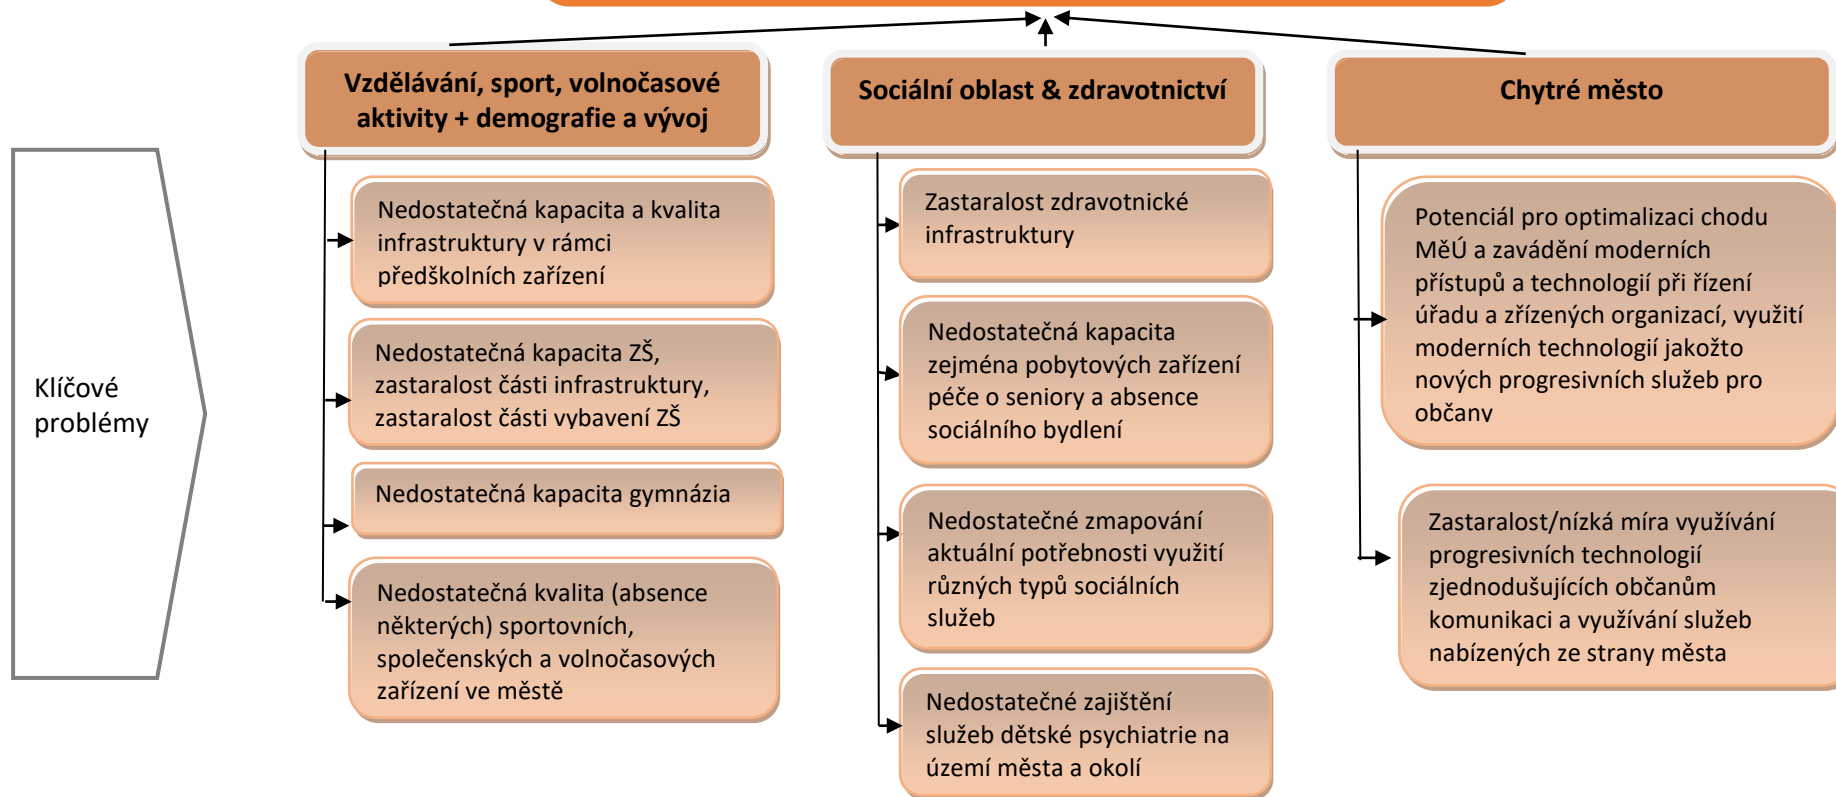 Klíčové
problémy
Vzdělávání, sport, volnočasové
aktivity + demografie a vývoj
Nedostatečná kapacita a kvalita
infrastruktury v rámci
předškolních zařízení
Nedostatečná kapacita ZŠ,
zastaralost části infrastruktury,
zastaralost části vybavení ZŠ
Nedostatečná kapacita gymnázia
Nedostatečná kvalita (absence
některých) sportovních,
společenských a volnočasových
zařízení ve městě
Sociální oblast & zdravotnictví
Zastaralost zdravotnické
infrastruktury
Nedostatečná kapacita
zejména pobytových zařízení
péče o seniory a absence
sociálního bydlení
Nedostatečné zmapování
aktuální potřebnosti využití
různých typů sociálních
služeb
Nedostatečné zajištění
služeb dětské psychiatrie na
území města a okolí
Chytré město
Potenciál pro optimalizaci chodu
MěÚ a zavádění moderních
přístupů a technologií při řízení
úřadu a zřízených organizací, využití
moderních technologií jakožto
nových progresivních služeb pro
občany
Zastaralost/nízká míra využívání
progresivních technologií
zjednodušujících občanům
komunikaci a využívání služeb
nabízených ze strany města